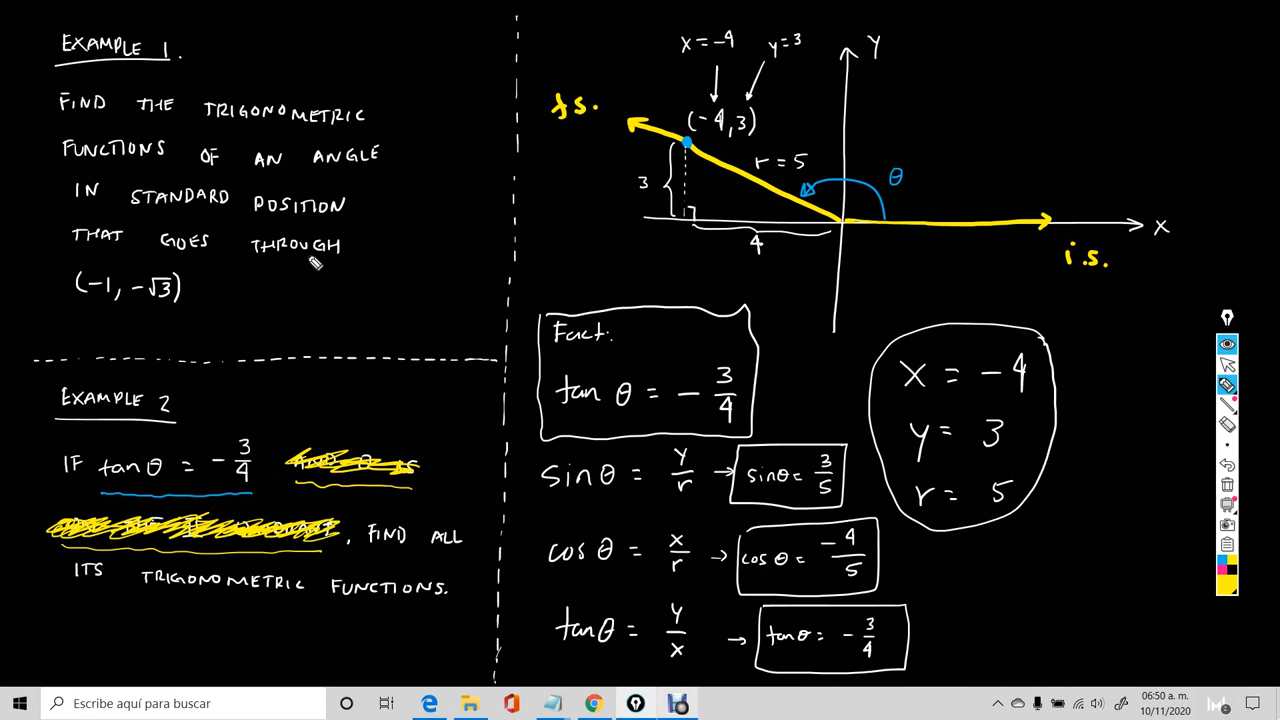 EXAMPLE 1.
FIND THE TRIGONOMETRIC
FUNCTIONS OF AN ANGLE
IN STANDARD POSITION
THAT GOES THROUGH
(-1, -√3)
EXAMPLE 2
IF tan θ = - 3/4
, FIND ALL
ITS TRIGONOMETRIC FUNCTIONS.
x = -4 y = 3
Y
t.s.
(-4, 3)
r = 5
θ
3
4
X
i.s.
Fact:
tan θ = - 3/4
sin θ = y/r → sin θ = 3/5
cos θ = x/r → cos θ = -4/5
tan θ = y/x → tan θ = - 3/4
x = -4
y = 3
r = 5
Escribe aquí para buscar
06:50 a. m.
10/11/2020